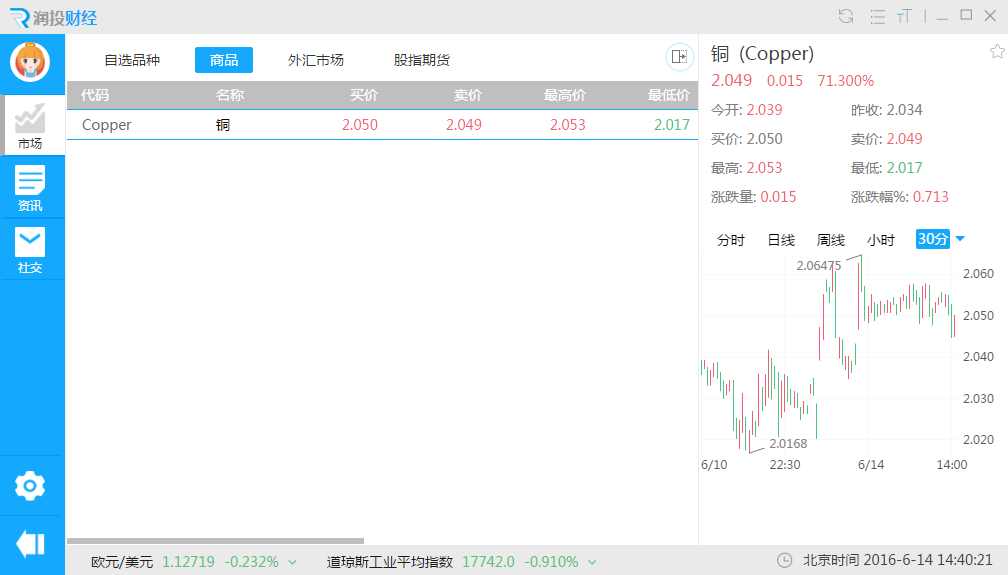 润投财经
自选品种 商品 外汇市场 股指期货
代码 名称 买价 卖价 最高价 最低价
Copper 铜 2.050 2.049 2.053 2.017
市场
资讯
社交
铜 (Copper)
2.049 0.015 71.300%
今开: 2.039 昨收: 2.034
买价: 2.050 卖价: 2.049
最高: 2.053 最低: 2.017
涨跌量: 0.015 涨跌幅%: 0.713
分时 日线 周线 小时 30分
2.06475
2.060
2.050
2.040
2.030
2.020
2.0168
6/10 22:30 6/14 14:00
欧元/美元 1.12719 -0.232% 道琼斯工业平均指数 17742.0 -0.910% 北京时间 2016-6-14 14:40:21